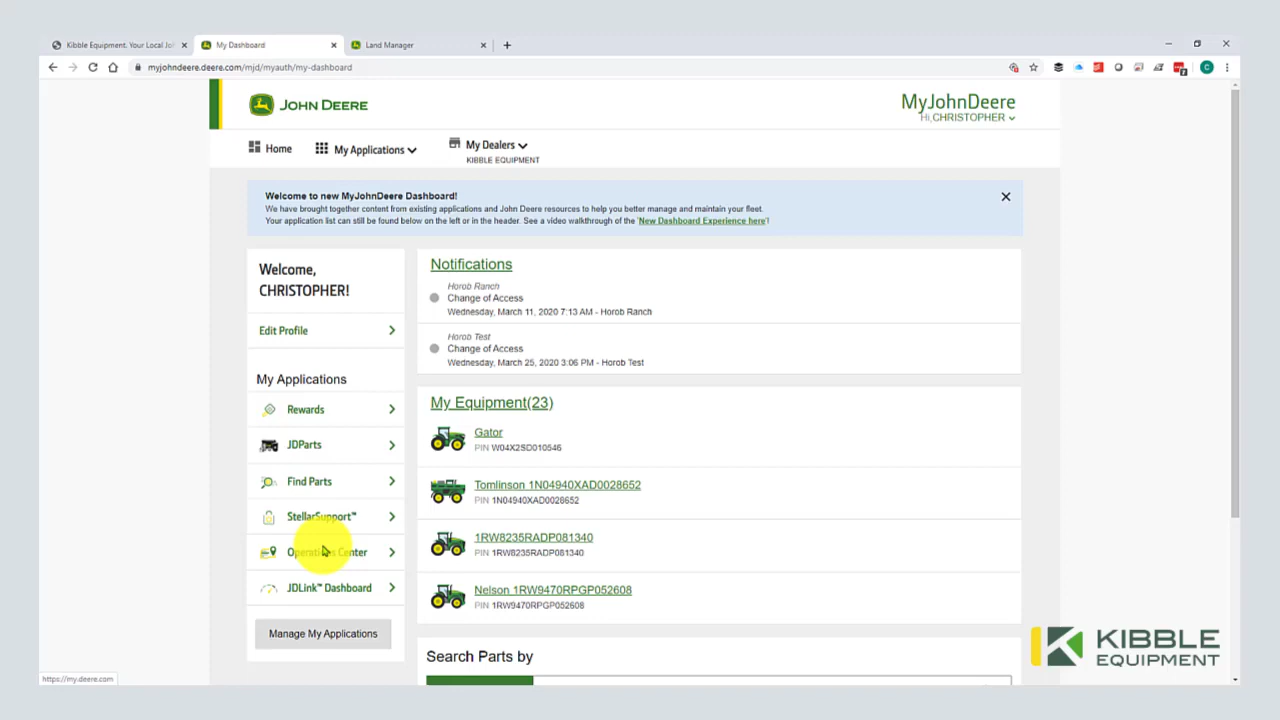 Kibble Equipment. Your Local Jo
My Dashboard
Land Manager
myjohndeere.deere.com/mjd/myauth/my-dashboard
JOHN DEERE
MyJohnDeere
Hi, CHRISTOPHER
Home
My Applications
My Dealers
KIBBLE EQUIPMENT
Welcome to new MyJohnDeere Dashboard!
We have brought together content from existing applications and John Deere resources to help you better manage and maintain your fleet.
Your application list can still be found below on the left or in the header. See a video walkthrough of the 'New Dashboard Experience here'!
Welcome,
CHRISTOPHER!
Edit Profile
My Applications
Rewards
JDParts
Find Parts
StellarSupport™
Operations Center
JDLink™ Dashboard
Manage My Applications
Notifications
Horob Ranch
Change of Access
Wednesday, March 11, 2020 7:13 AM - Horob Ranch
Horob Test
Change of Access
Wednesday, March 25, 2020 3:06 PM - Horob Test
My Equipment(23)
Gator
PIN W04X2SD010546
Tomlinson 1N04940XAD0028652
PIN 1N04940XAD0028652
1RW8235RADP081340
PIN 1RW8235RADP081340
Nelson 1RW9470RPGP052608
PIN 1RW9470RPGP052608
Search Parts by
KIBBLE
EQUIPMENT
https://my.deere.com